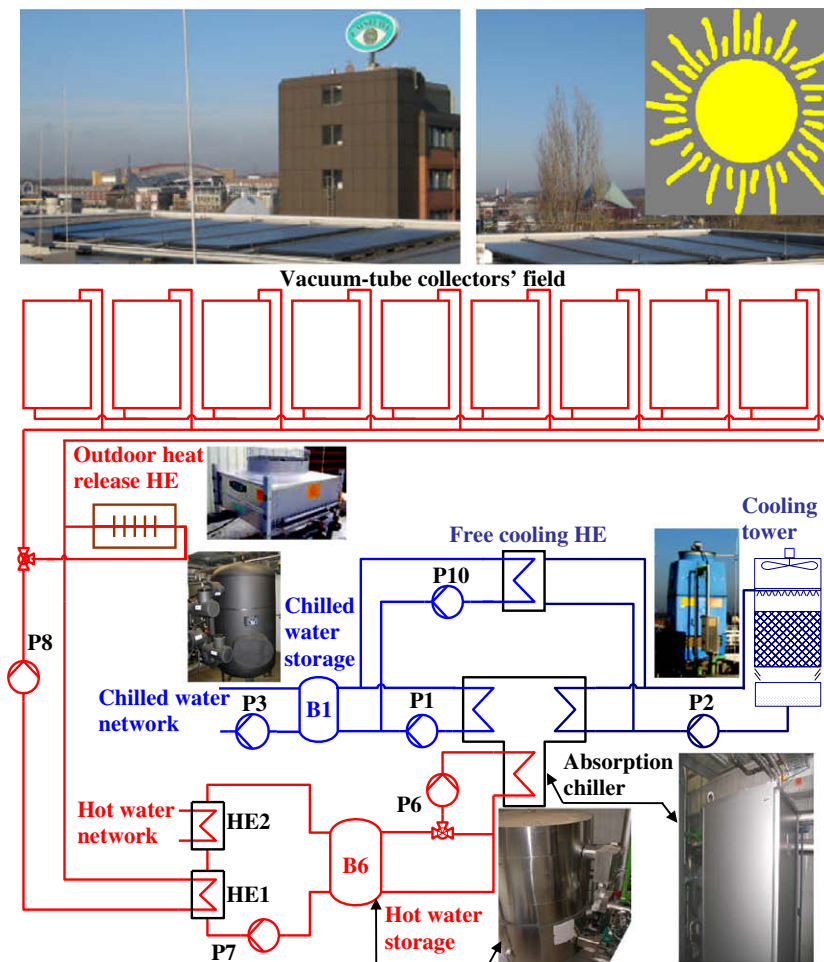 Vacuum-tube collectors' field
Outdoor heat
release HE
Cooling
tower
Free cooling HE
P10
Chilled
water
storage
P8
Chilled water
network
P3
B1
P1
P2
Absorption
chiller
P6
Hot water
network
HE2
B6
HE1
Hot water
storage
P7